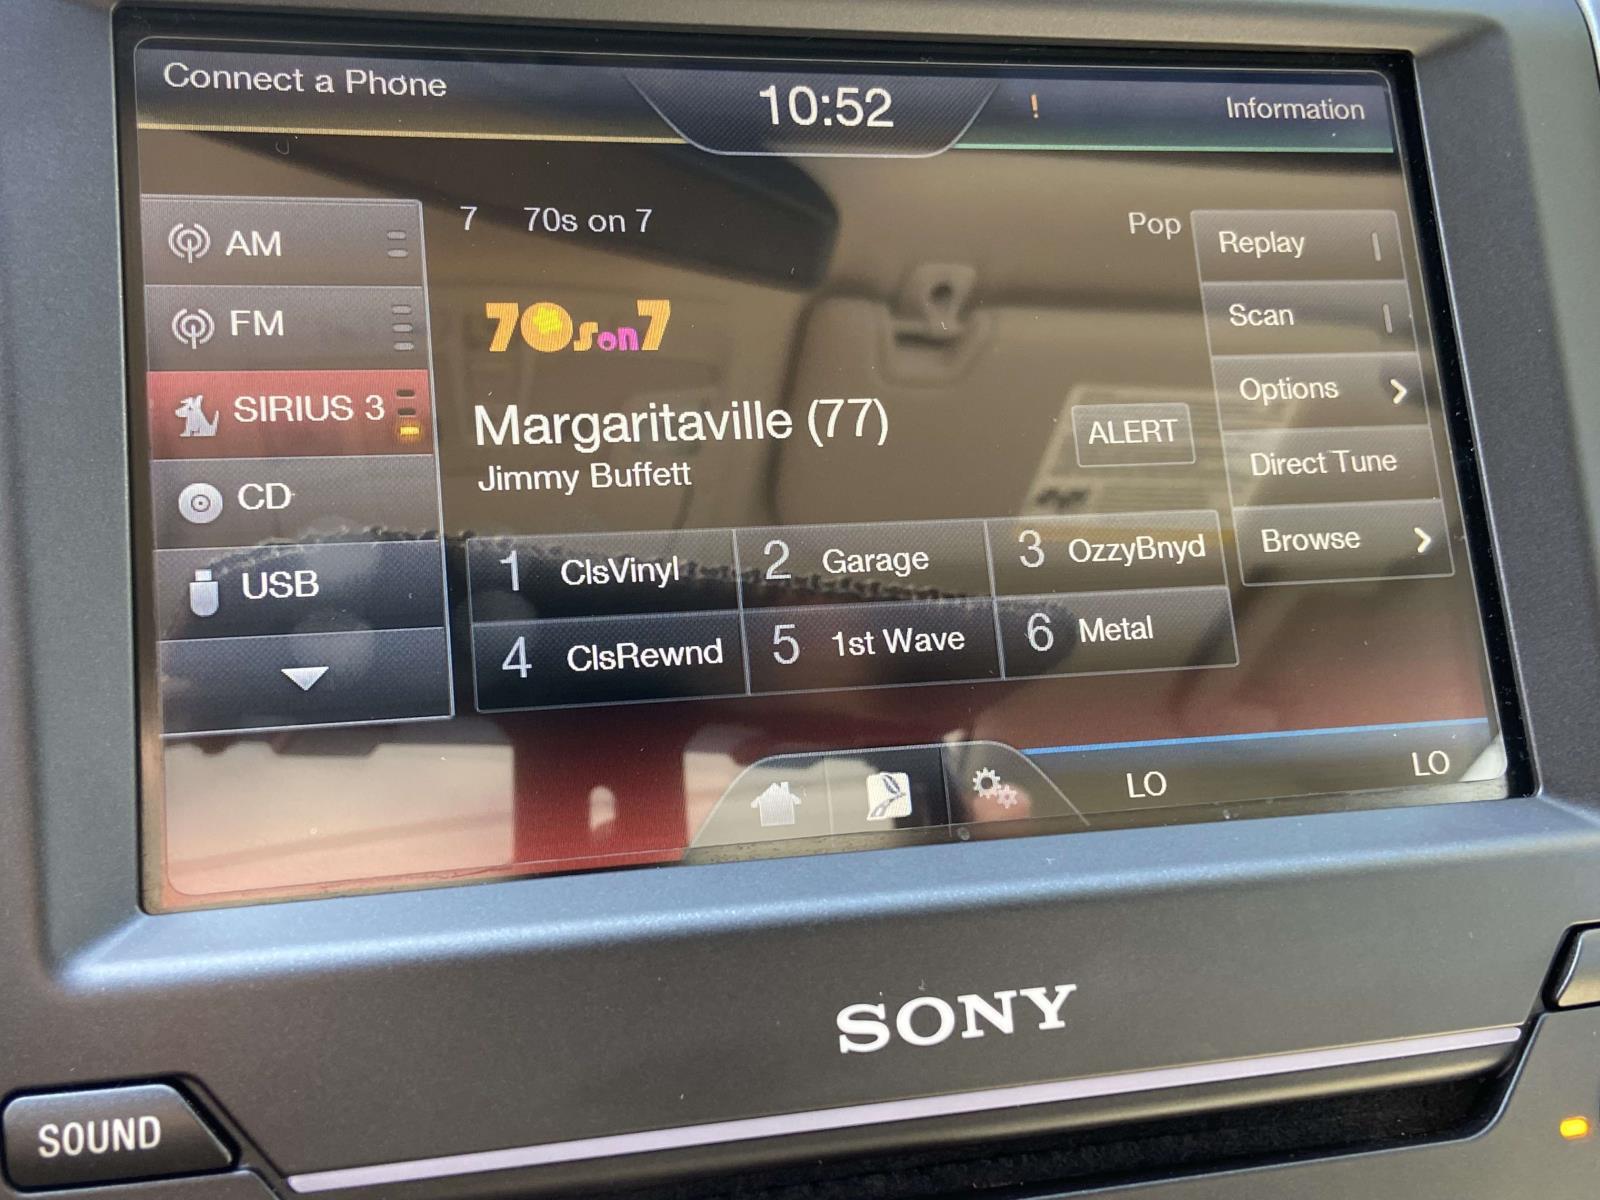 Connect a Phone
10:52
!
Information
AM
FM
SIRIUS 3
CD
USB
7 70s on 7
Pop
70s on 7
Margaritaville (77)
Jimmy Buffett
ALERT
1 ClsVinyl
2 Garage
3 OzzyBnyd
4 ClsRewnd
5 1st Wave
6 Metal
Replay
Scan
Options
Direct Tune
Browse
LO
LO
SONY
SOUND